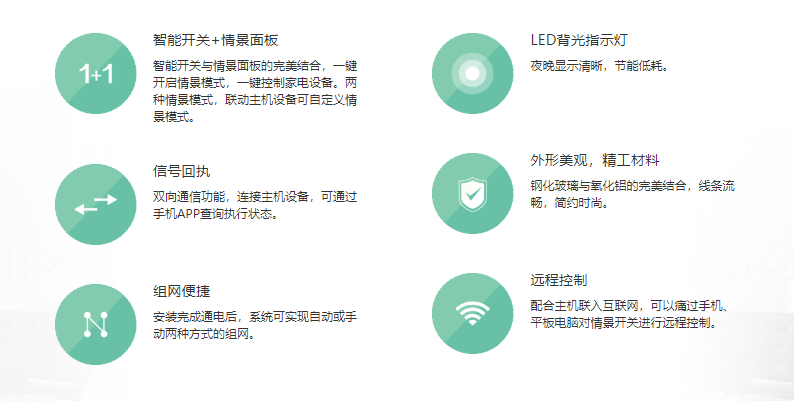 智能开关+情景面板
智能开关与情景面板的完美结合，一键
开启情景模式，一键控制家电设备。两
种情景模式，联动主机设备可自定义情
景模式。
1+1
信号回执
双向通信功能，连接主机设备，可通过
手机APP查询执行状态。
组网便捷
安装完成通电后，系统可实现自动或手
动两种方式的组网。
LED背光指示灯
夜晚显示清晰，节能低耗。
外形美观，精工材料
钢化玻璃与氧化铝的完美结合，线条流
畅，简约时尚。
远程控制
配合主机联入互联网，可以痛过手机、
平板电脑对情景开关进行远程控制。